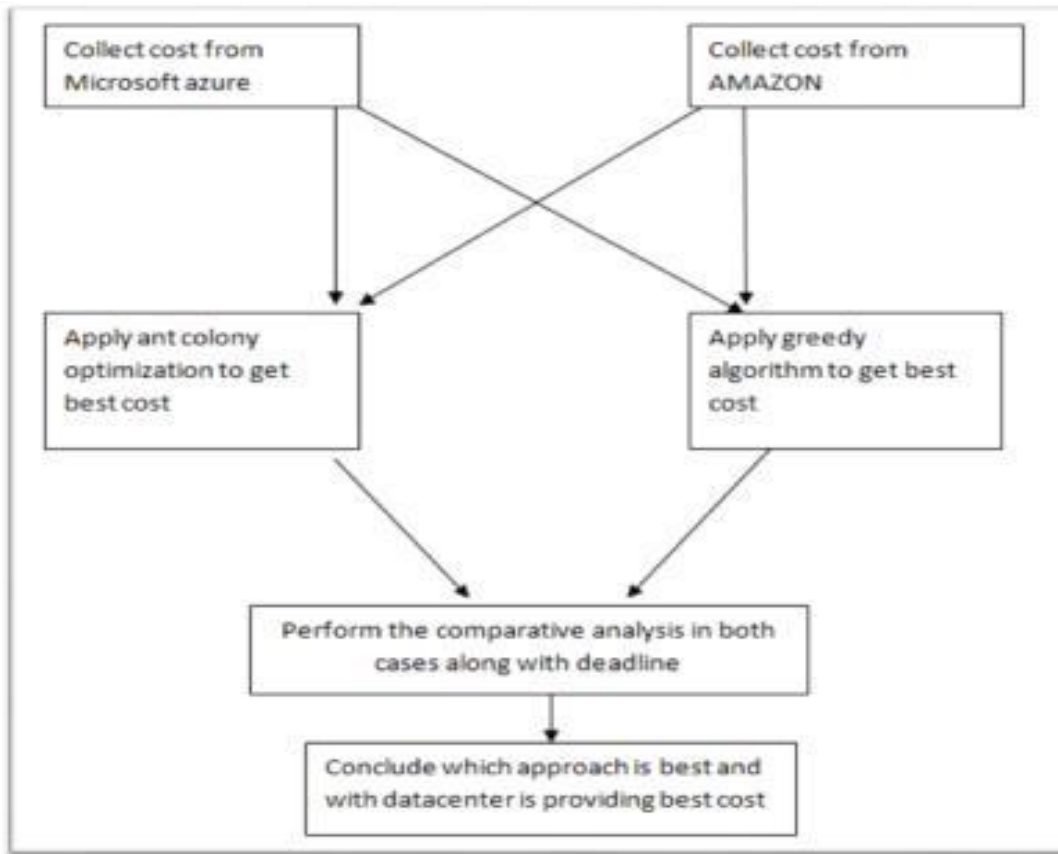 Collect cost from
Microsoft azure
Collect cost from
AMAZON
Apply ant colony
optimization to get
best cost
Apply greedy
algorithm to get best
cost
Perform the comparative analysis in both
cases along with deadline
Conclude which approach is best and
with datacenter is providing best cost